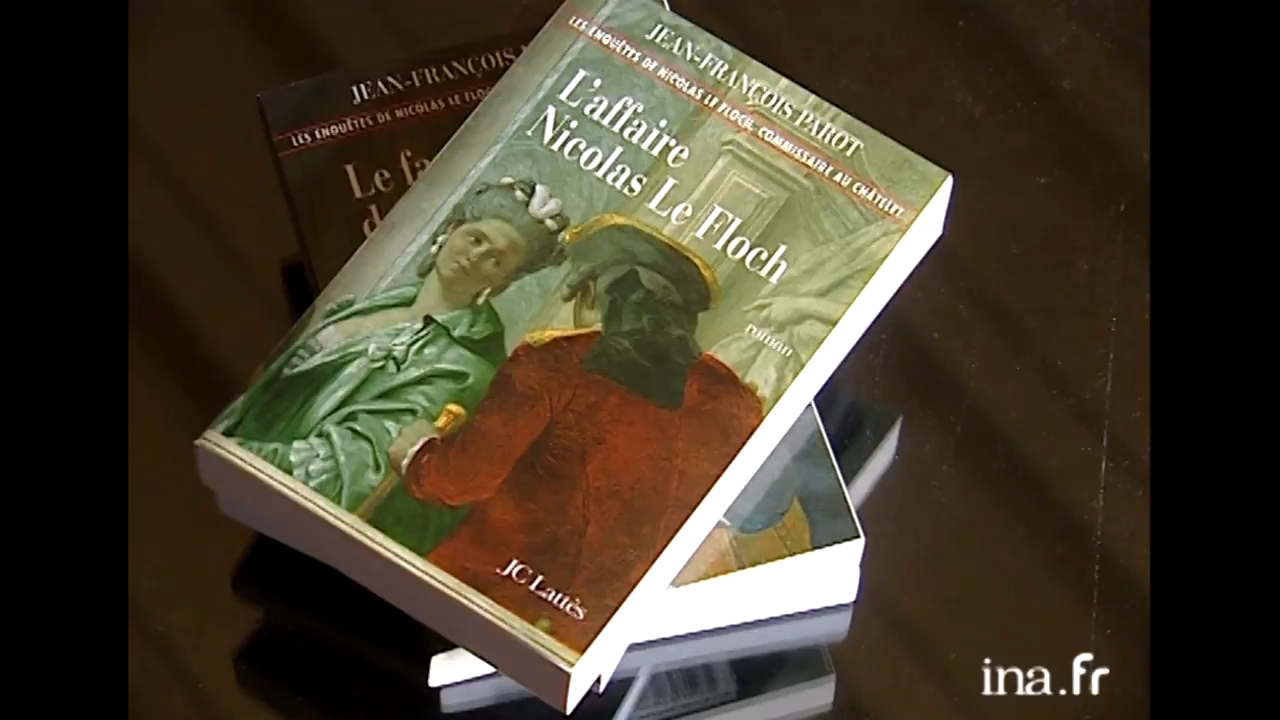 JEAN-FRANÇOIS PAROT
LES ENQUÊTES DE NICOLAS LE FLOCH, COMMISSAIRE AU CHÂTELET
L'affaire
Nicolas Le Floch
roman
JC Lattès
JEAN-FRANÇOIS
LES ENQUÊTES DE NICOLAS LE
Le
ina.fr